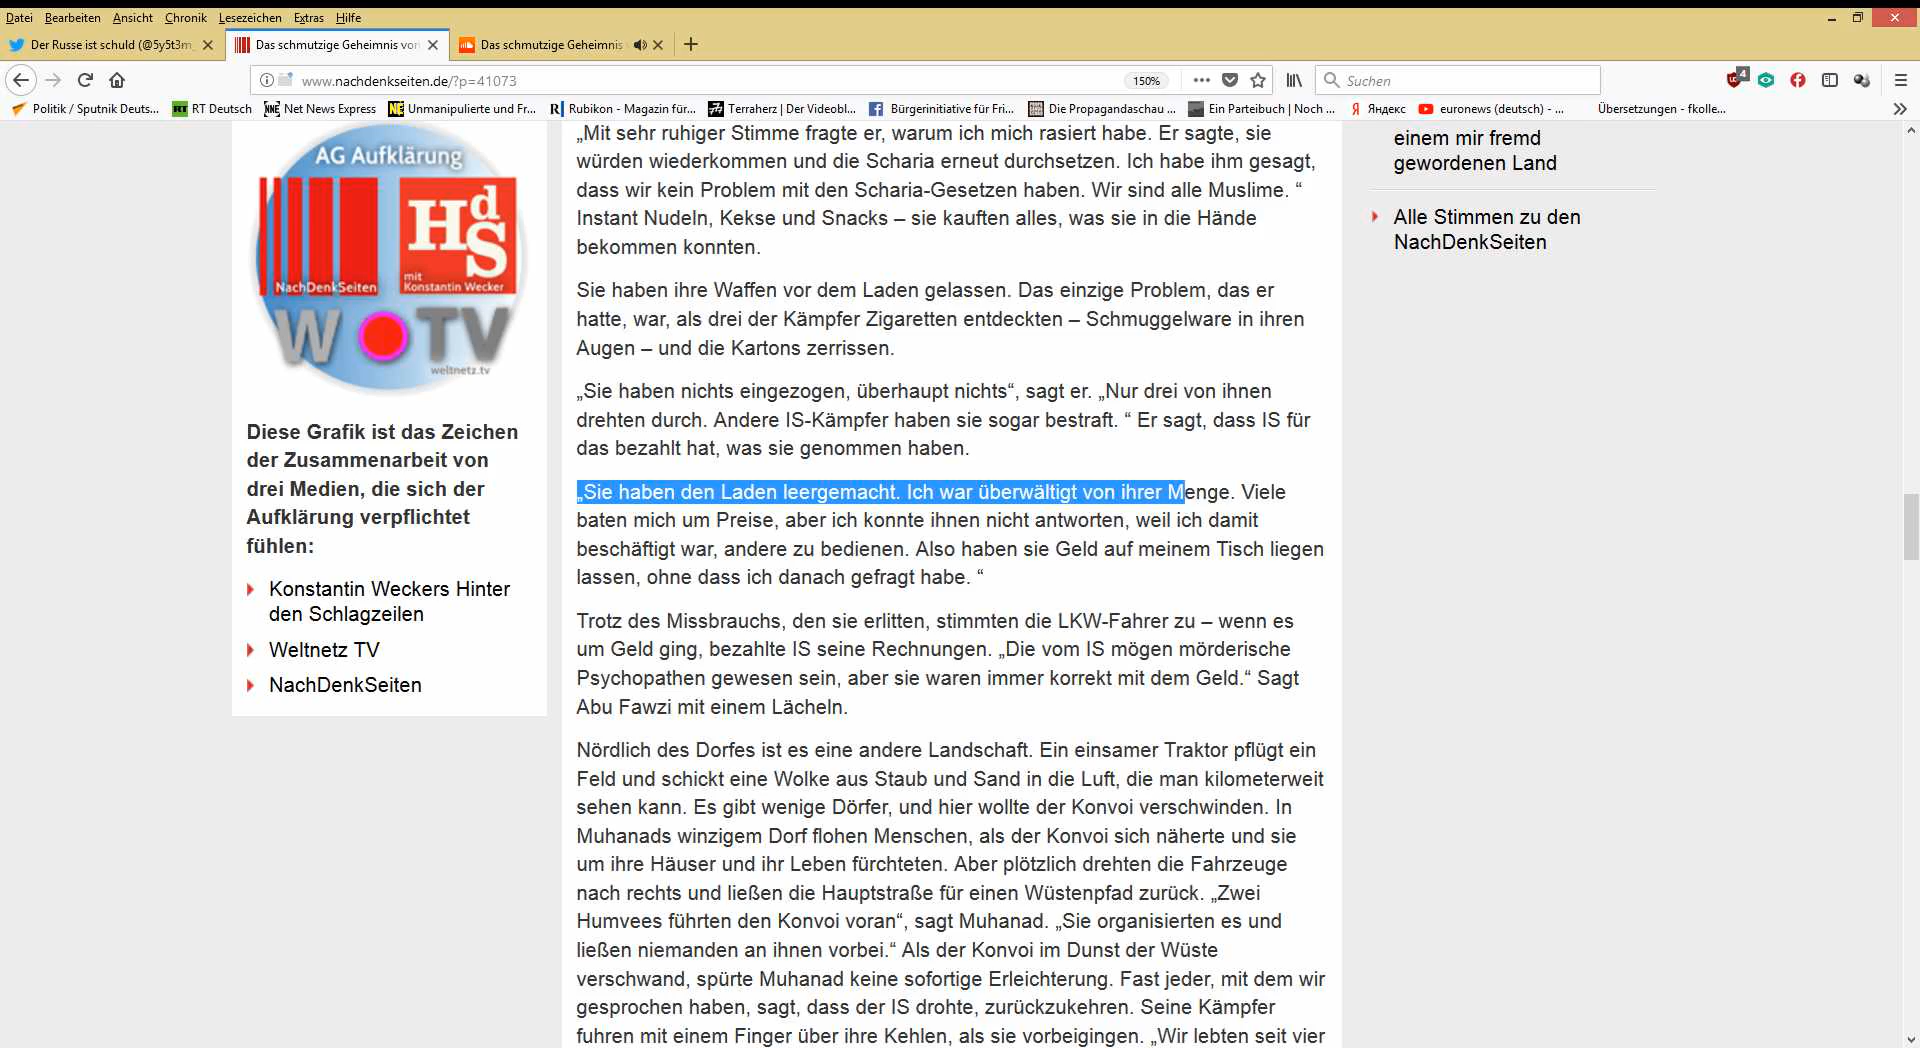 Datei Bearbeiten Ansicht Chronik Lesezeichen Extras Hilfe
Der Russe ist schuld (@5y5t3m
Das schmutzige Geheimnis von
Das schmutzige Geheimnis
www.nachdenkseiten.de/?p=41073
150%
Suchen
4
Politik / Sputnik Deuts...
RT Deutsch
Net News Express
Unmanipulierte und Fr...
Rubikon - Magazin für...
Terraherz | Der Videobl...
Bürgerinitiative für Fri...
Die Propagandaschau ...
Ein Parteibuch | Noch ...
Яндекс
euronews (deutsch) - ...
Übersetzungen - fkolle...
AG Aufklärung
HdS
mit
Konstantin Wecker
NachDenkSeiten
W TV
weltnetz.tv
Diese Grafik ist das Zeichen
der Zusammenarbeit von
drei Medien, die sich der
Aufklärung verpflichtet
fühlen:
Konstantin Weckers Hinter
den Schlagzeilen
Weltnetz TV
NachDenkSeiten
„Mit sehr ruhiger Stimme fragte er, warum ich mich rasiert habe. Er sagte, sie
würden wiederkommen und die Scharia erneut durchsetzen. Ich habe ihm gesagt,
dass wir kein Problem mit den Scharia-Gesetzen haben. Wir sind alle Muslime. “
Instant Nudeln, Kekse und Snacks – sie kauften alles, was sie in die Hände
bekommen konnten.
Sie haben ihre Waffen vor dem Laden gelassen. Das einzige Problem, das er
hatte, war, als drei der Kämpfer Zigaretten entdeckten – Schmuggelware in ihren
Augen – und die Kartons zerrissen.
„Sie haben nichts eingezogen, überhaupt nichts“, sagt er. „Nur drei von ihnen
drehten durch. Andere IS-Kämpfer haben sie sogar bestraft. “ Er sagt, dass IS für
das bezahlt hat, was sie genommen haben.
„Sie haben den Laden leergemacht. Ich war überwältigt von ihrer Menge. Viele
baten mich um Preise, aber ich konnte ihnen nicht antworten, weil ich damit
beschäftigt war, andere zu bedienen. Also haben sie Geld auf meinem Tisch liegen
lassen, ohne dass ich danach gefragt habe. “
Trotz des Missbrauchs, den sie erlitten, stimmten die LKW-Fahrer zu – wenn es
um Geld ging, bezahlte IS seine Rechnungen. „Die vom IS mögen mörderische
Psychopathen gewesen sein, aber sie waren immer korrekt mit dem Geld.“ Sagt
Abu Fawzi mit einem Lächeln.
Nördlich des Dorfes ist es eine andere Landschaft. Ein einsamer Traktor pflügt ein
Feld und schickt eine Wolke aus Staub und Sand in die Luft, die man kilometerweit
sehen kann. Es gibt wenige Dörfer, und hier wollte der Konvoi verschwinden. In
Muhanads winzigem Dorf flohen Menschen, als der Konvoi sich näherte und sie
um ihre Häuser und ihr Leben fürchteten. Aber plötzlich drehten die Fahrzeuge
nach rechts und ließen die Hauptstraße für einen Wüstenpfad zurück. „Zwei
Humvees führten den Konvoi voran“, sagt Muhanad. „Sie organisierten es und
ließen niemanden an ihnen vorbei.“ Als der Konvoi im Dunst der Wüste
verschwand, spürte Muhanad keine sofortige Erleichterung. Fast jeder, mit dem wir
gesprochen haben, sagt, dass der IS drohte, zurückzukehren. Seine Kämpfer
fuhren mit einem Finger über ihre Kehlen, als sie vorbeigingen. „Wir lebten seit vier
einem mir fremd
gewordenen Land
Alle Stimmen zu den
NachDenkSeiten